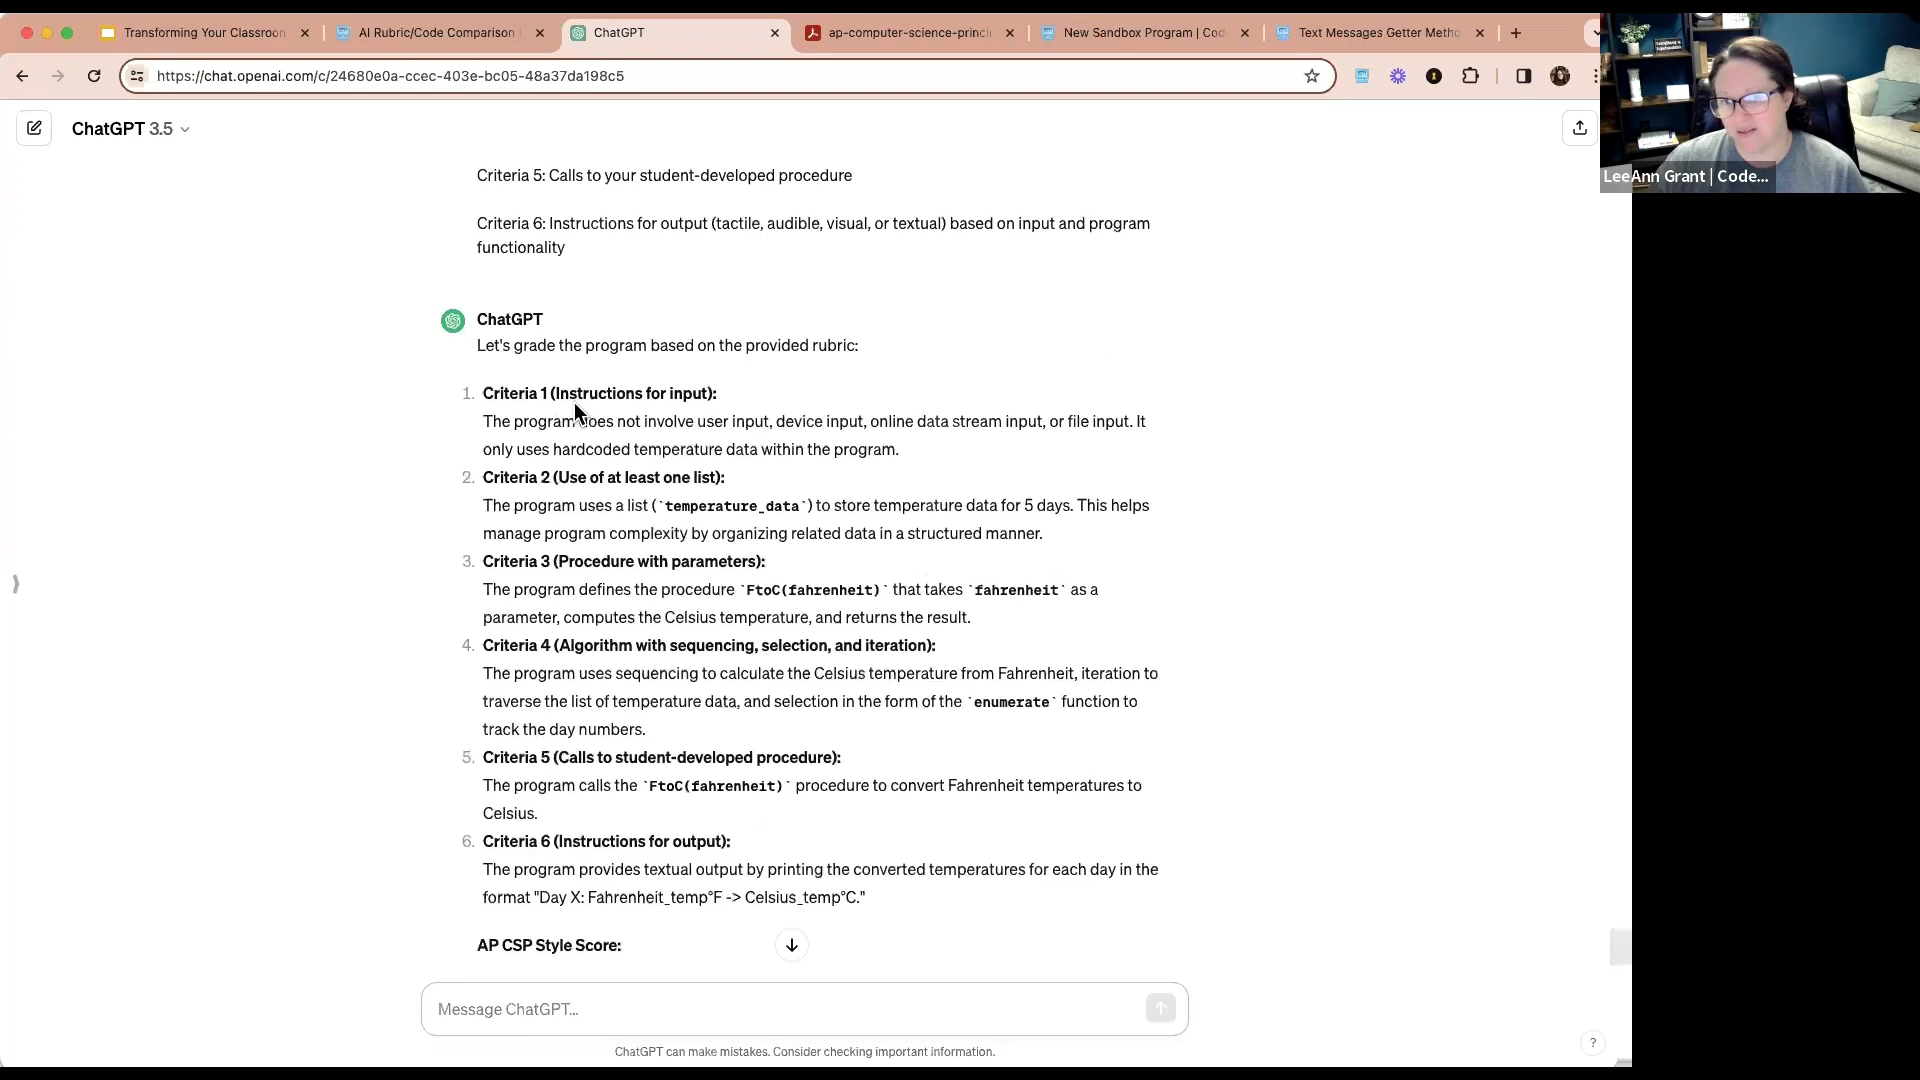 Transforming Your Classroom
AI Rubric/Code Comparison
ChatGPT
ap-computer-science-princi
New Sandbox Program | Cod
Text Messages Getter Metho
https://chat.openai.com/c/24680e0a-ccec-403e-bc05-48a37da198c5
ChatGPT 3.5
LeeAnn Grant | Code...
Criteria 5: Calls to your student-developed procedure
Criteria 6: Instructions for output (tactile, audible, visual, or textual) based on input and program
functionality
ChatGPT
Let's grade the program based on the provided rubric:
1. Criteria 1 (Instructions for input):
The program does not involve user input, device input, online data stream input, or file input. It
only uses hardcoded temperature data within the program.
2. Criteria 2 (Use of at least one list):
The program uses a list (`temperature_data`) to store temperature data for 5 days. This helps
manage program complexity by organizing related data in a structured manner.
3. Criteria 3 (Procedure with parameters):
The program defines the procedure `FtoC(fahrenheit)` that takes `fahrenheit` as a
parameter, computes the Celsius temperature, and returns the result.
4. Criteria 4 (Algorithm with sequencing, selection, and iteration):
The program uses sequencing to calculate the Celsius temperature from Fahrenheit, iteration to
traverse the list of temperature data, and selection in the form of the `enumerate` function to
track the day numbers.
5. Criteria 5 (Calls to student-developed procedure):
The program calls the `FtoC(fahrenheit)` procedure to convert Fahrenheit temperatures to
Celsius.
6. Criteria 6 (Instructions for output):
The program provides textual output by printing the converted temperatures for each day in the
format "Day X: Fahrenheit_temp°F -> Celsius_temp°C."
AP CSP Style Score:
Message ChatGPT...
ChatGPT can make mistakes. Consider checking important information.
?